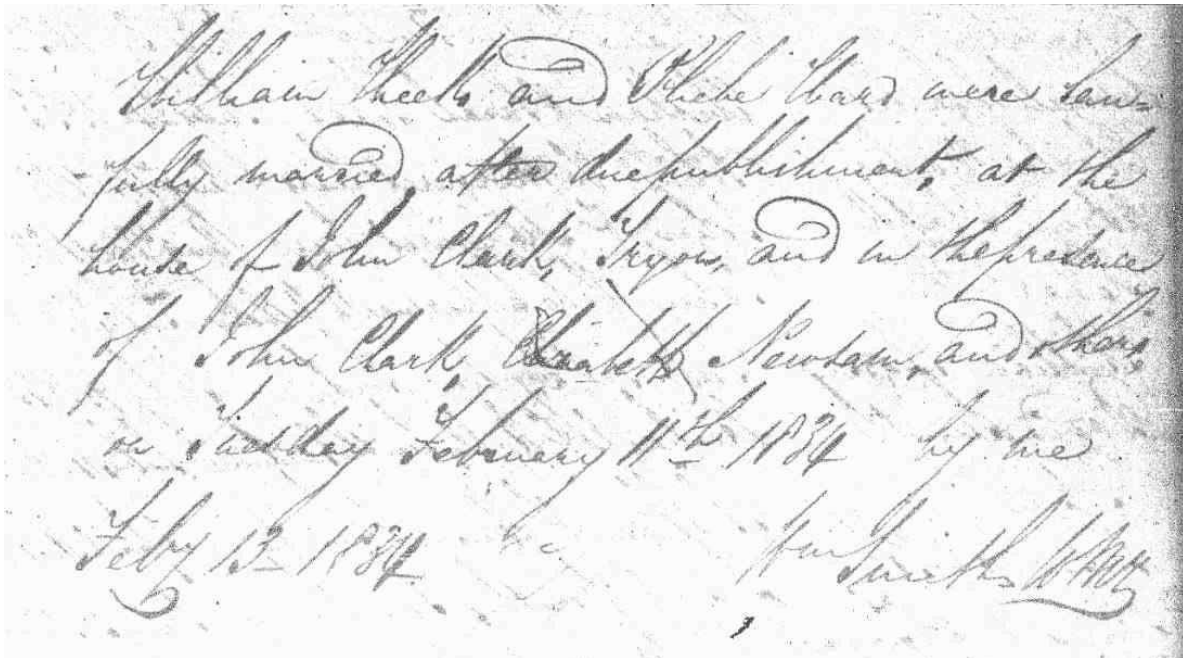 William and Phebe Ward were law=
fully married, after due publishment, at the
house of John Clark, Tryon, and in the presence
of John Clark, Elizabeth Newsam, and others,
on Tuesday February 11th 1834 by me
Feby 13 1834 Wm Smith